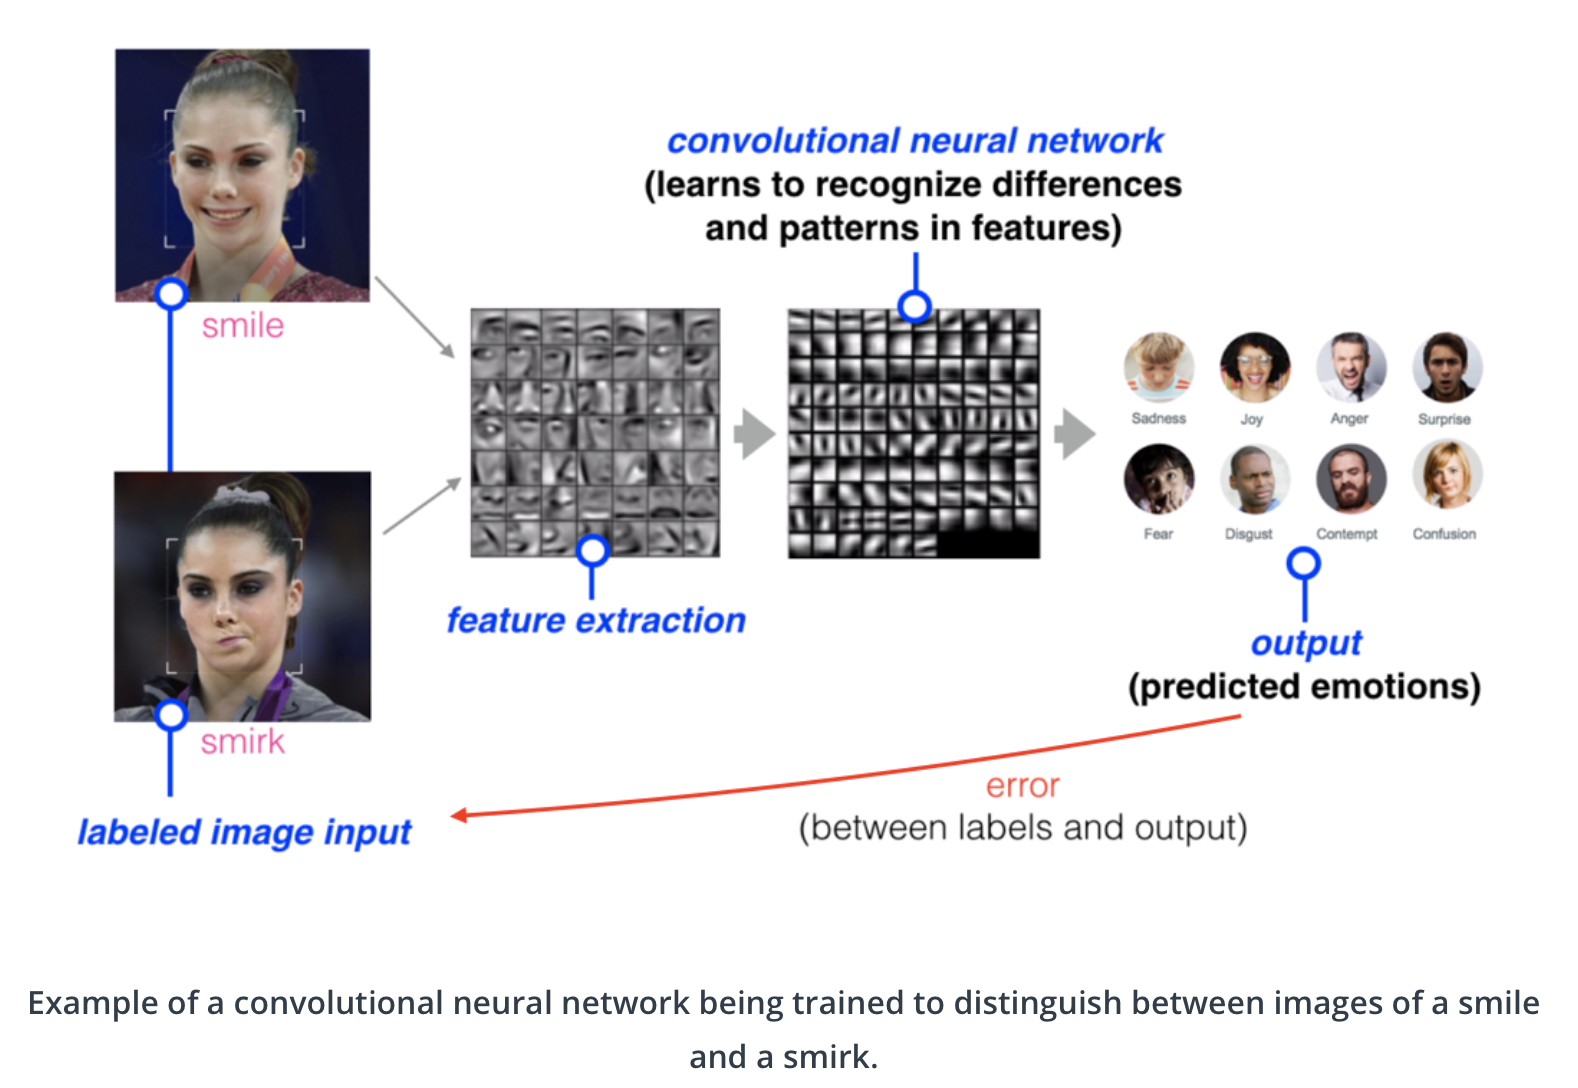 smile
smirk
labeled image input
feature extraction
convolutional neural network
(learns to recognize differences
and patterns in features)
Sadness Joy Anger Surprise
Fear Disgust Contempt Confusion
output
(predicted emotions)
error
(between labels and output)
Example of a convolutional neural network being trained to distinguish between images of a smile
and a smirk.